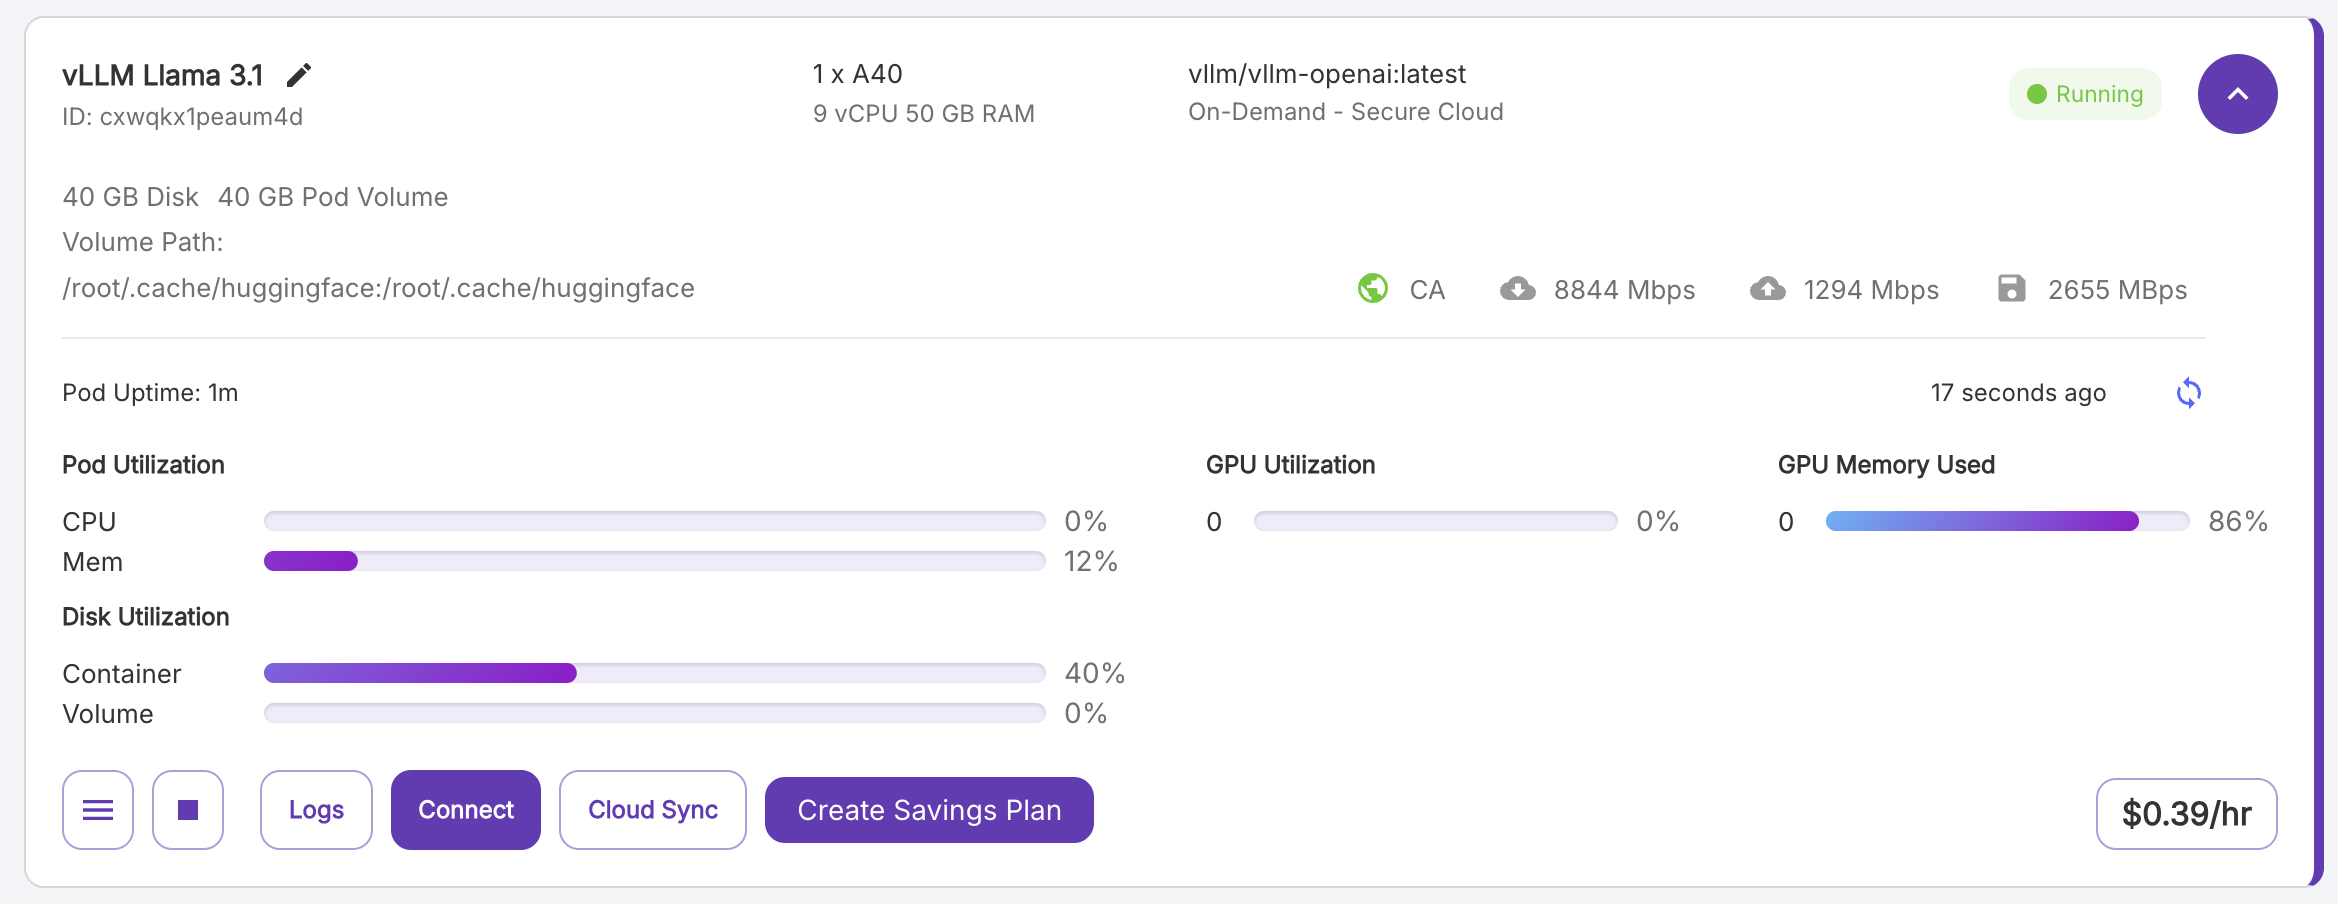 vLLM Llama 3.1
ID: cxwqkx1peaum4d
1 x A40
9 vCPU 50 GB RAM
vllm/vllm-openai:latest
On-Demand - Secure Cloud
Running
40 GB Disk 40 GB Pod Volume
Volume Path:
/root/.cache/huggingface:/root/.cache/huggingface
CA 8844 Mbps 1294 Mbps 2655 MBps
Pod Uptime: 1m
17 seconds ago
Pod Utilization
CPU 0%
Mem 12%
Disk Utilization
Container 40%
Volume 0%
GPU Utilization
0 0%
GPU Memory Used
0 86%
Logs
Connect
Cloud Sync
Create Savings Plan
$0.39/hr